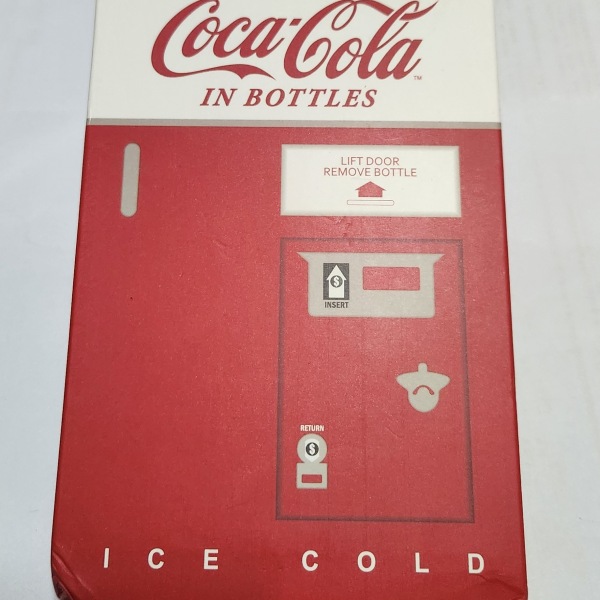 Coca-Cola
TM
IN BOTTLES
LIFT DOOR
REMOVE BOTTLE
$
INSERT
RETURN
$
ICE COLD